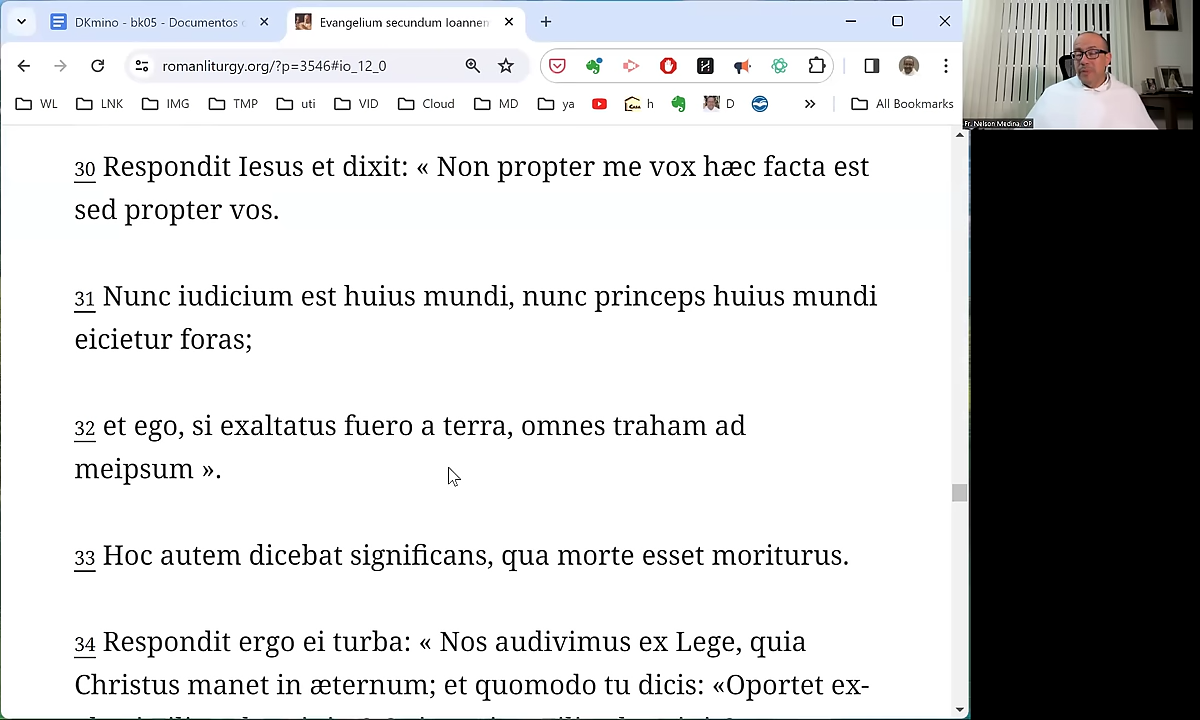 DKmino - bk05 - Documentos
Evangelium secundum Ioannen
romanliturgy.org/?p=3546#io_12_0
WL LNK IMG TMP uti VID Cloud MD ya h D » All Bookmarks
Fr. Nelson Medina, OP
30 Respondit Iesus et dixit: « Non propter me vox hæc facta est
sed propter vos.
31 Nunc iudicium est huius mundi, nunc princeps huius mundi
eicietur foras;
32 et ego, si exaltatus fuero a terra, omnes traham ad
meipsum ».
33 Hoc autem dicebat significans, qua morte esset moriturus.
34 Respondit ergo ei turba: « Nos audivimus ex Lege, quia
Christus manet in æternum; et quomodo tu dicis: «Oportet ex-